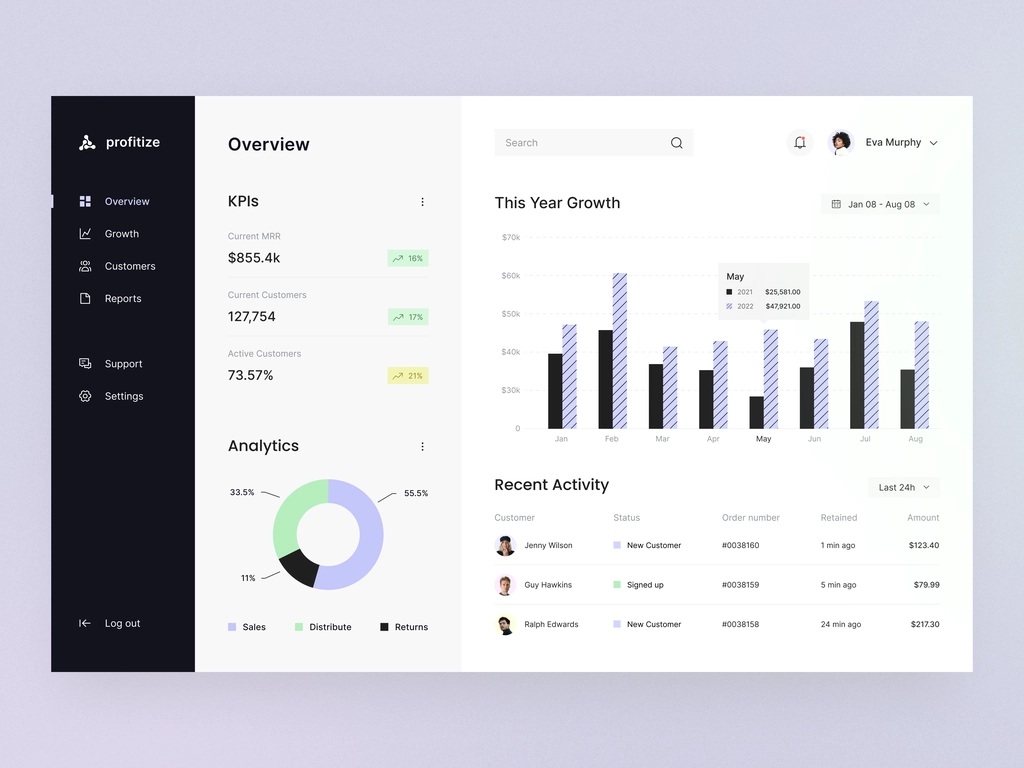 profitize
Overview
Growth
Customers
Reports
Support
Settings
Log out
Overview
KPIs
Current MRR
$855.4k
16%
Current Customers
127,754
17%
Active Customers
73.57%
21%
Analytics
33.5%
55.5%
11%
Sales Distribute Returns
Search
Eva Murphy
This Year Growth
Jan 08 - Aug 08
$70k
$60k
$50k
$40k
$30k
0
May
2021 $25,581.00
2022 $47,921.00
Jan Feb Mar Apr May Jun Jul Aug
Recent Activity
Last 24h
Customer Status Order number Retained Amount
Jenny Wilson New Customer #0038160 1 min ago $123.40
Guy Hawkins Signed up #0038159 5 min ago $79.99
Ralph Edwards New Customer #0038158 24 min ago $217.30